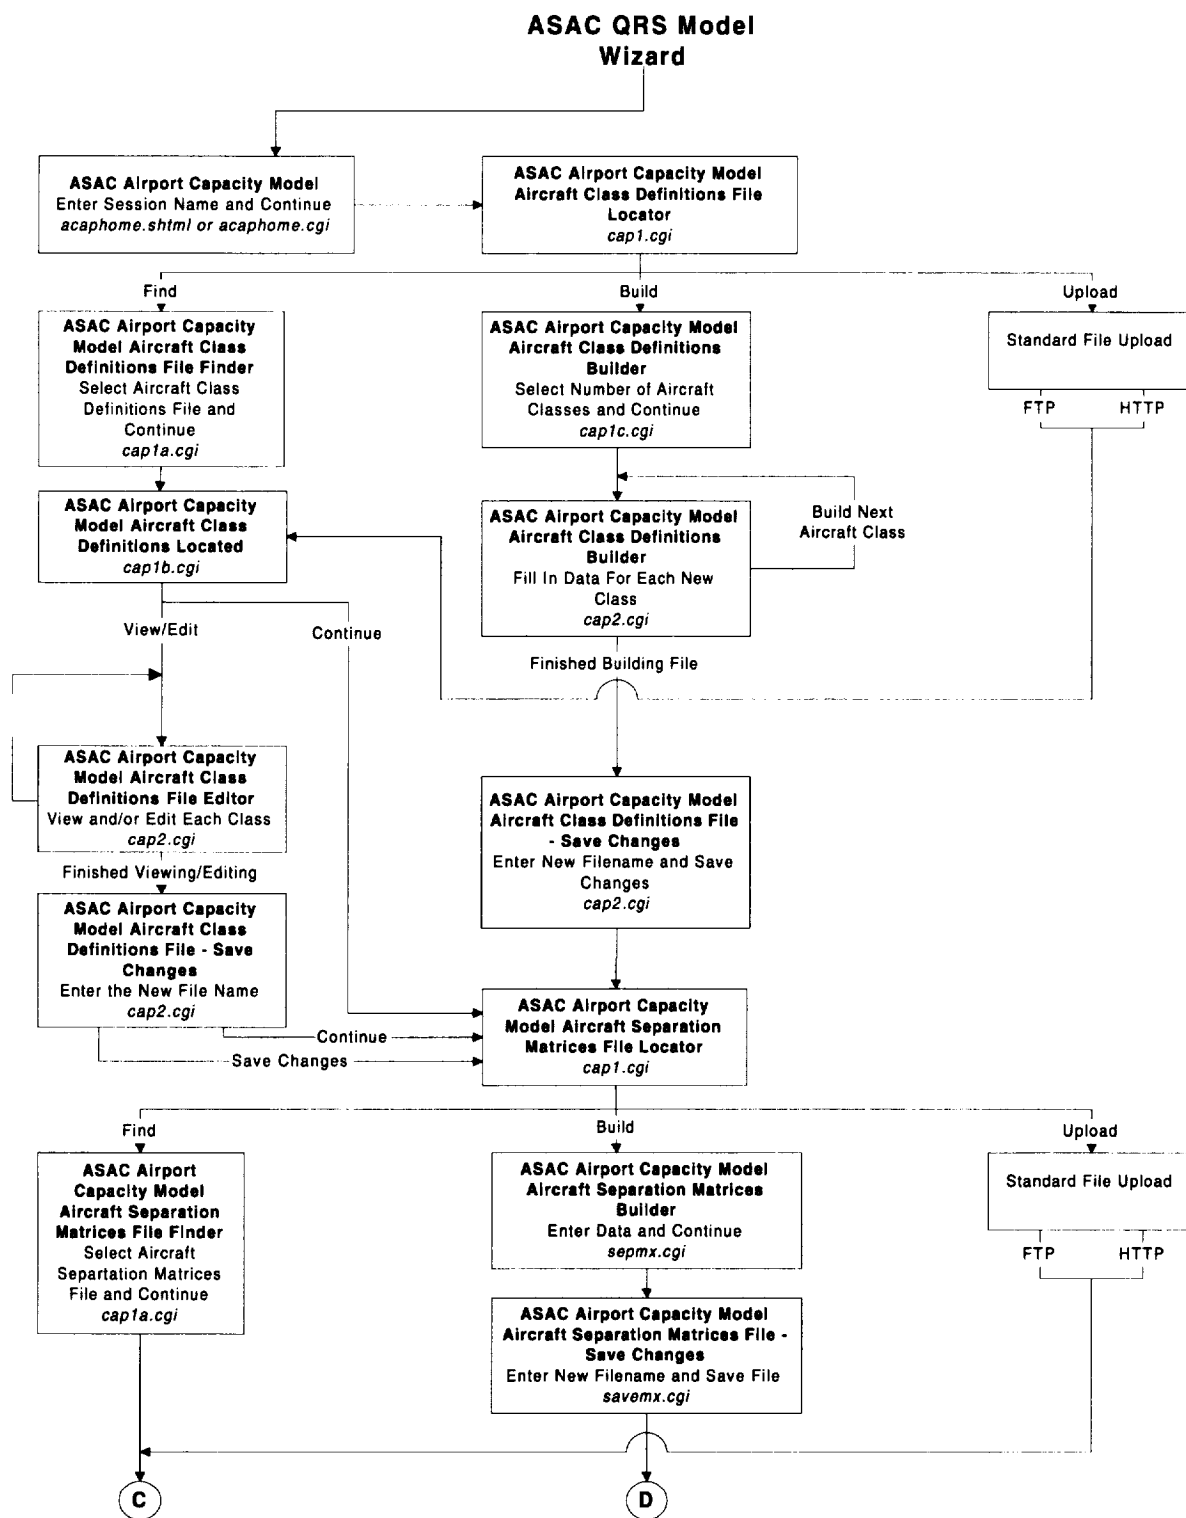 ASAC QRS Model
Wizard
ASAC Airport Capacity Model
Enter Session Name and Continue
acaphome.shtml or acaphome.cgi
ASAC Airport Capacity Model
Aircraft Class Definitions File
Locator
cap1.cgi
Find
Build
Upload
ASAC Airport Capacity
Model Aircraft Class
Definitions File Finder
Select Aircraft Class
Definitions File and
Continue
cap1a.cgi
ASAC Airport Capacity Model
Aircraft Class Definitions
Builder
Select Number of Aircraft
Classes and Continue
cap1c.cgi
Standard File Upload
FTP
HTTP
ASAC Airport Capacity
Model Aircraft Class
Definitions Located
cap1b.cgi
ASAC Airport Capacity Model
Aircraft Class Definitions
Builder
Fill In Data For Each New
Class
cap2.cgi
Build Next
Aircraft Class
View/Edit
Continue
Finished Building File
ASAC Airport Capacity
Model Aircraft Class
Definitions File Editor
View and/or Edit Each Class
cap2.cgi
Finished Viewing/Editing
ASAC Airport Capacity Model
Aircraft Class Definitions File
- Save Changes
Enter New Filename and Save
Changes
cap2.cgi
ASAC Airport Capacity
Model Aircraft Class
Definitions File - Save
Changes
Enter the New File Name
cap2.cgi
Continue
Save Changes
ASAC Airport Capacity
Model Aircraft Separation
Matrices File Locator
cap1.cgi
Find
Build
Upload
ASAC Airport
Capacity Model
Aircraft Separation
Matrices File Finder
Select Aircraft
Separtation Matrices
File and Continue
cap1a.cgi
ASAC Airport Capacity Model
Aircraft Separation Matrices
Builder
Enter Data and Continue
sepmx.cgi
Standard File Upload
FTP
HTTP
ASAC Airport Capacity Model
Aircraft Separation Matrices File -
Save Changes
Enter New Filename and Save File
savemx.cgi
C
D